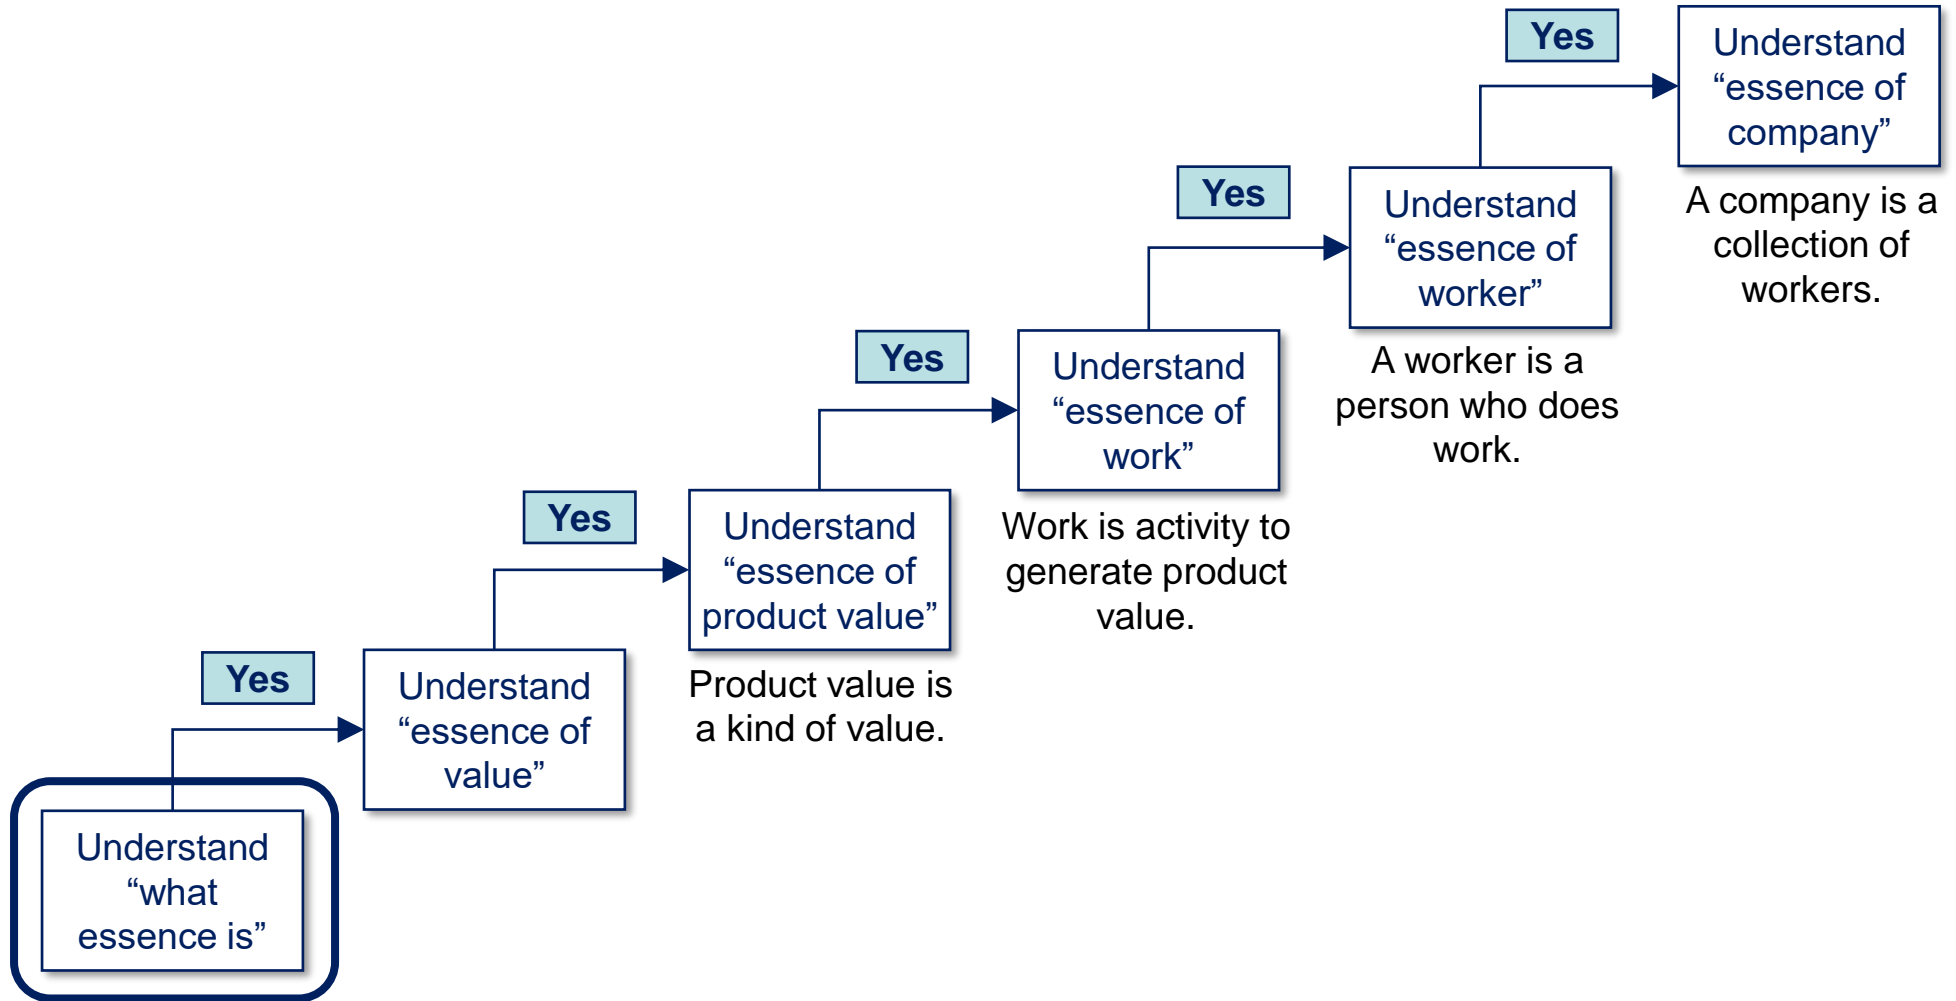 Yes
Understand
“essence of
company”
A company is a
collection of
workers.
Yes
Understand
“essence of
worker”
A worker is a
person who does
work.
Yes
Understand
“essence of
work”
Work is activity to
generate product
value.
Yes
Understand
“essence of
product value”
Product value is
a kind of value.
Yes
Understand
“essence of
value”
Understand
“what
essence is”